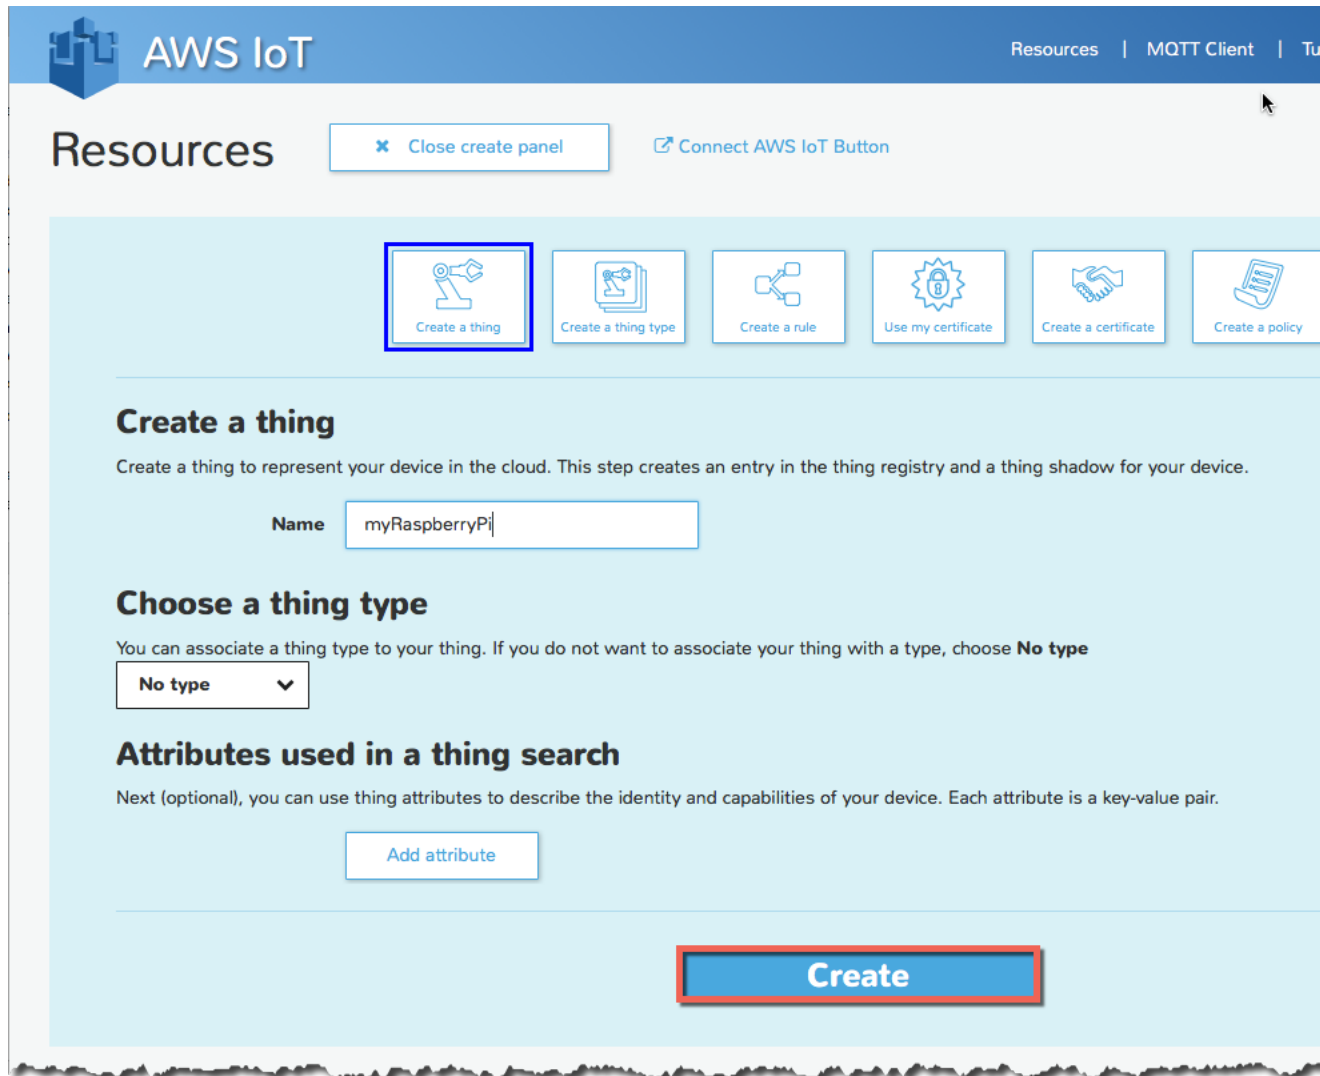 AWS IoT
Resources | MQTT Client | Tu
Resources
Close create panel
Connect AWS IoT Button
Create a thing
Create a thing type
Create a rule
Use my certificate
Create a certificate
Create a policy
Create a thing
Create a thing to represent your device in the cloud. This step creates an entry in the thing registry and a thing shadow for your device.
Name myRaspberryPi
Choose a thing type
You can associate a thing type to your thing. If you do not want to associate your thing with a type, choose No type
No type
Attributes used in a thing search
Next (optional), you can use thing attributes to describe the identity and capabilities of your device. Each attribute is a key-value pair.
Add attribute
Create